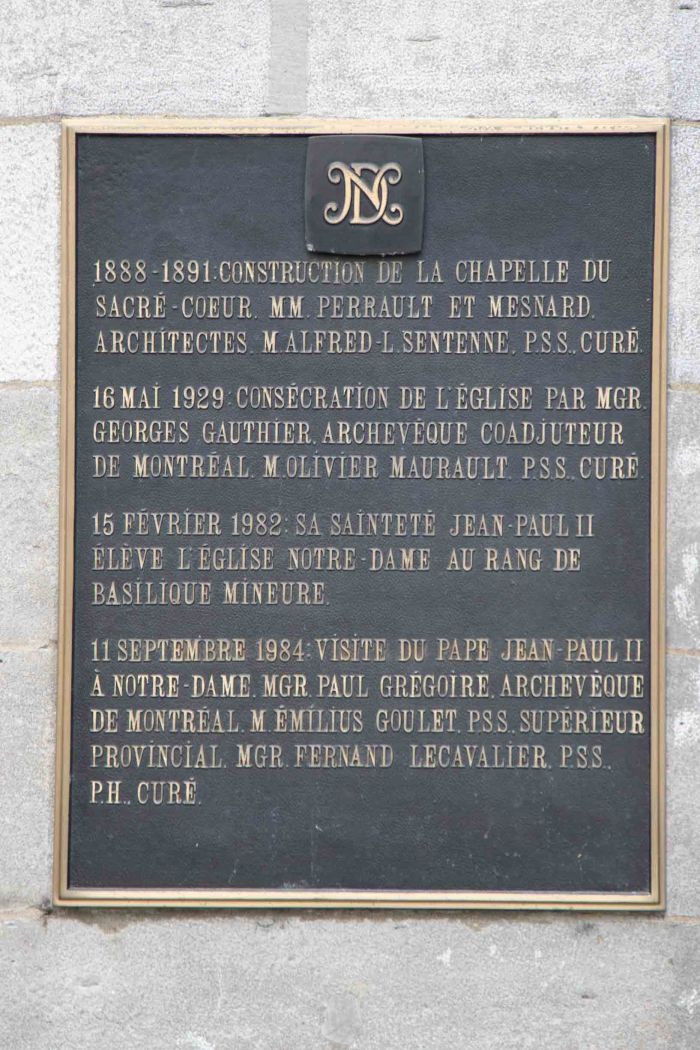 ND
1888-1891:CONSTRUCTION DE LA CHAPELLE DU
SACRÉ-COEUR. MM. PERRAULT ET MESNARD,
ARCHITECTES. M.ALFRED-L.SENTENNE, P.S.S., CURÉ.
16 MAI 1929: CONSÉCRATION DE L'ÉGLISE PAR MGR.
GEORGES GAUTHIER, ARCHEVÊQUE COADJUTEUR
DE MONTRÉAL. M.OLIVIER MAURAULT, P.S.S., CURÉ.
15 FÉVRIER 1982: SA SAINTETÉ JEAN-PAUL II
ÉLÈVE L'ÉGLISE NOTRE-DAME AU RANG DE
BASILIQUE MINEURE.
11 SEPTEMBRE 1984: VISITE DU PAPE JEAN-PAUL II
À NOTRE-DAME. MGR. PAUL GRÉGOIRE, ARCHEVÊQUE
DE MONTRÉAL. M. ÉMILIUS GOULET, P.S.S., SUPÉRIEUR
PROVINCIAL. MGR. FERNAND LECAVALIER, P.S.S.,
P.H., CURÉ.